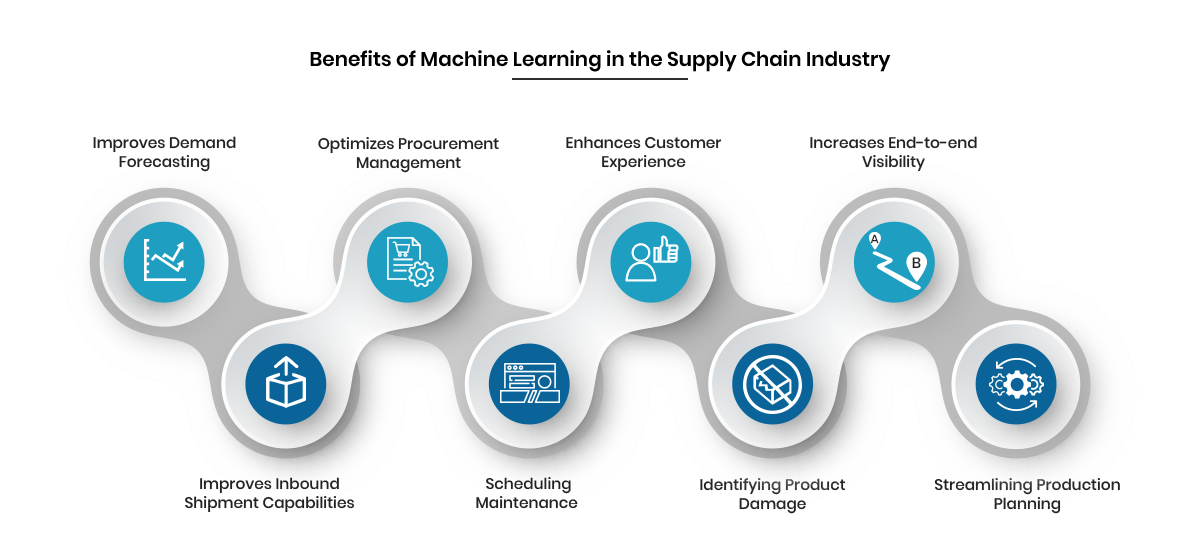 Benefits of Machine Learning in the Supply Chain Industry
Improves Demand
Forecasting
Optimizes Procurement
Management
Enhances Customer
Experience
Increases End-to-end
Visibility
A
B
Improves Inbound
Shipment Capabilities
Scheduling
Maintenance
Identifying Product
Damage
Streamlining Production
Planning